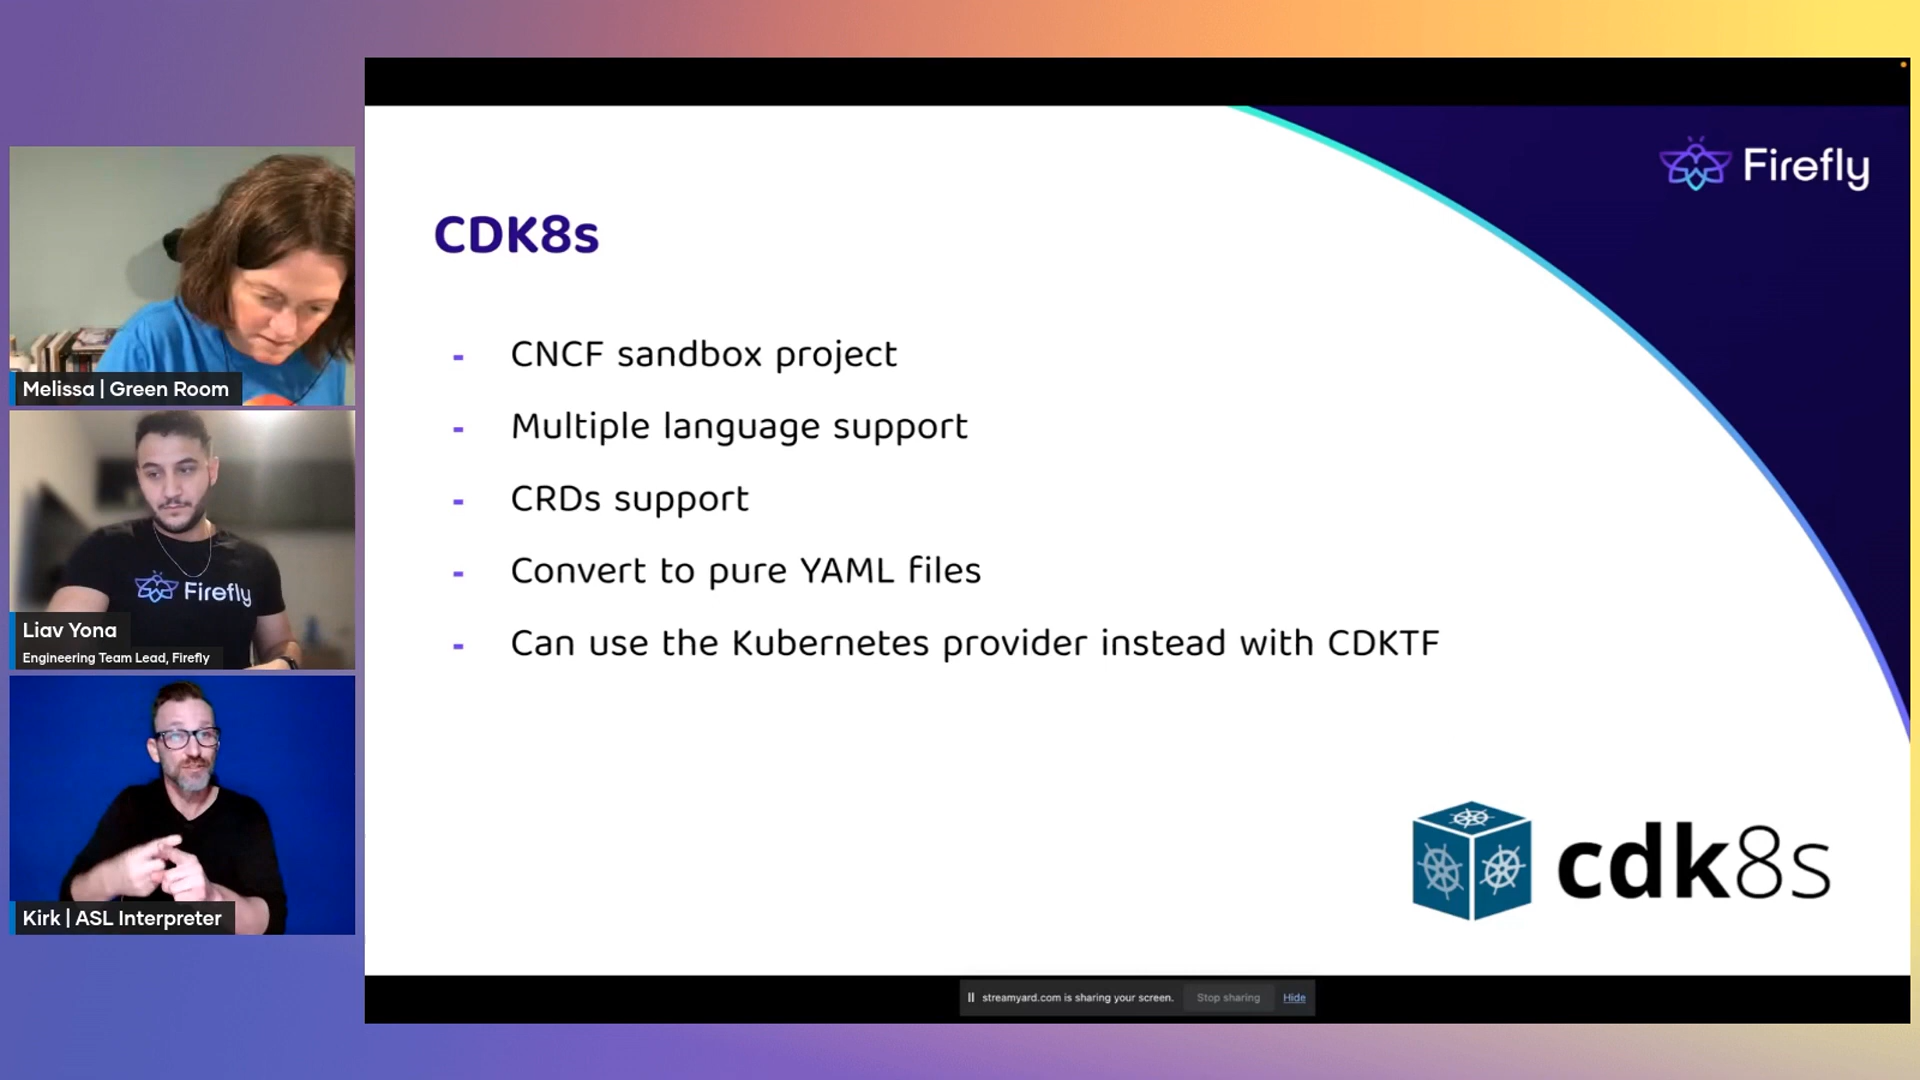 Melissa | Green Room
Firefly
Liav Yona
Engineering Team Lead, Firefly
Kirk | ASL Interpreter
Firefly
CDK8s
- CNCF sandbox project
- Multiple language support
- CRDs support
- Convert to pure YAML files
- Can use the Kubernetes provider instead with CDKTF
cdk8s
streamyard.com is sharing your screen. Stop sharing Hide